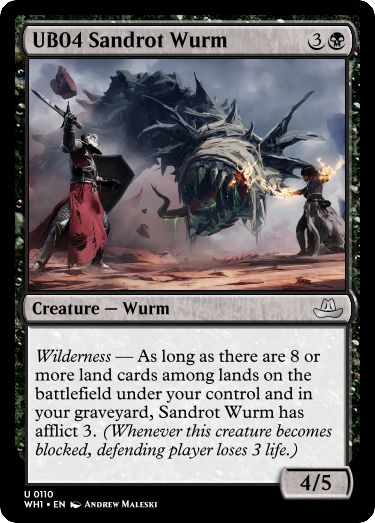 UB04 Sandrot Wurm
3
Creature — Wurm
Wilderness — As long as there are 8 or
more land cards among lands on the
battlefield under your control and in
your graveyard, Sandrot Wurm has
afflict 3. (Whenever this creature becomes
blocked, defending player loses 3 life.)
4/5
U 0110
WH1 • EN Andrew Maleski